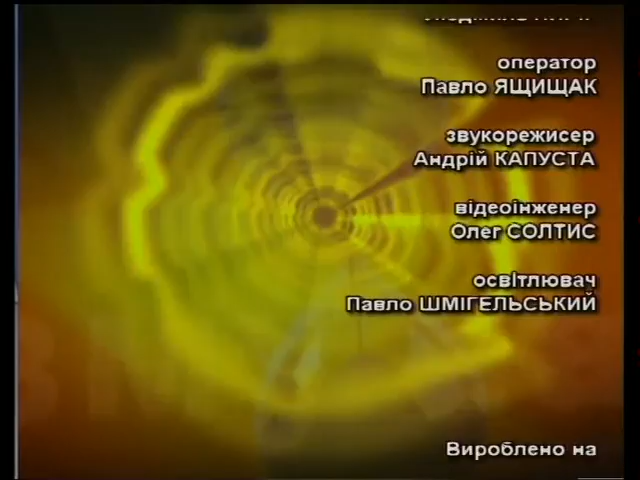 оператор
Павло ЯЩИЩАК
звукорежисер
Андрій КАПУСТА
відеоінженер
Олег СОЛТИС
освітлювач
Павло ШМІГЕЛЬСЬКИЙ
Вироблено на